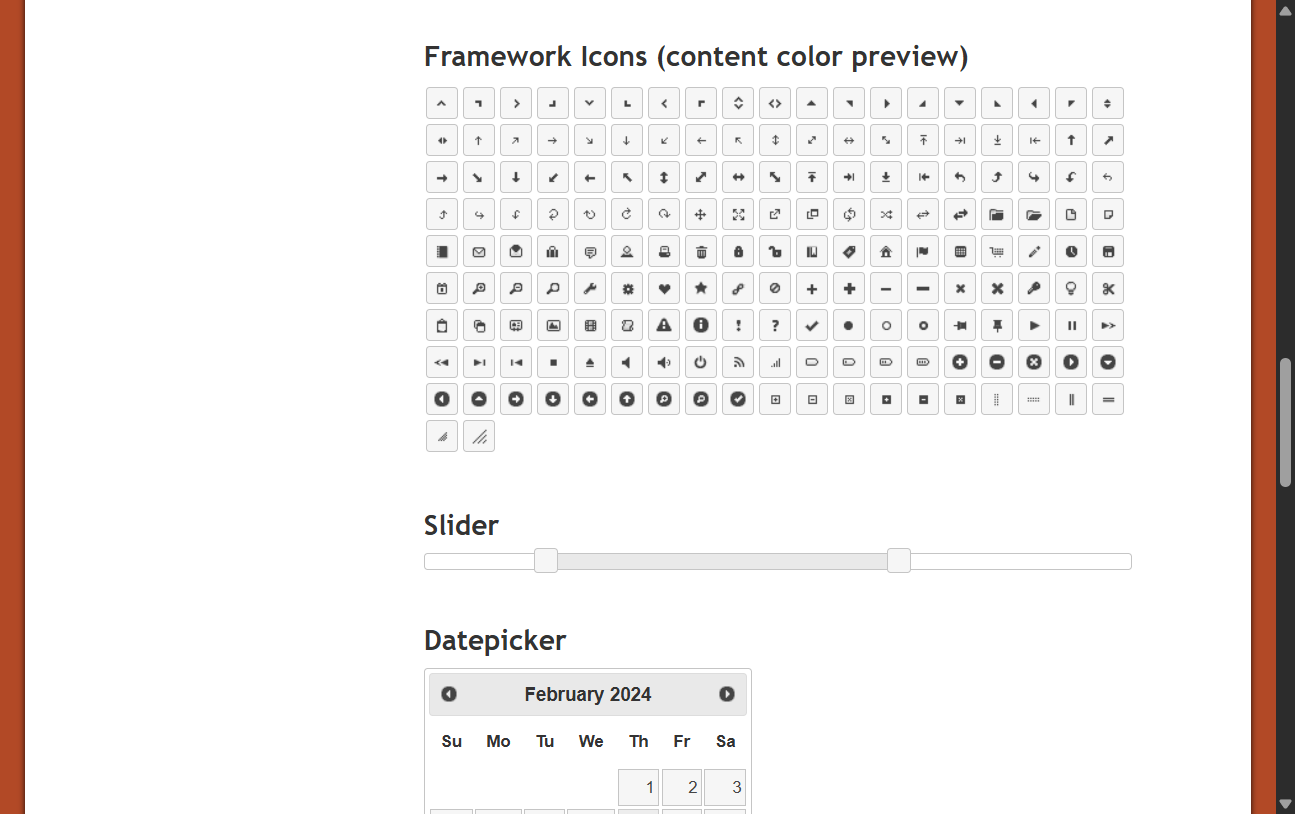 Framework Icons (content color preview)
Slider
Datepicker
February 2024
Su Mo Tu We Th Fr Sa
1 2 3